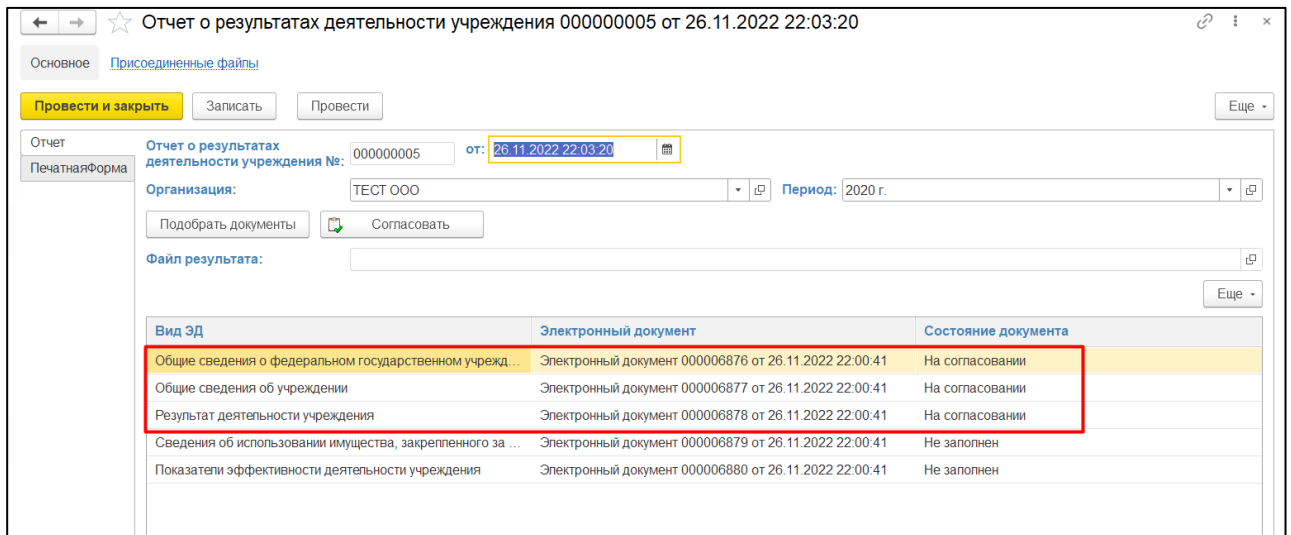 Отчет о результатах деятельности учреждения 000000005 от 26.11.2022 22:03:20
Основное Присоединенные файлы
Провести и закрыть Записать Провести Еще
Отчет
ПечатнаяФорма
Отчет о результатах
деятельности учреждения №: 000000005 от: 26.11.2022 22:03:20
Организация: ТЕСТ ООО Период: 2020 г.
Подобрать документы Согласовать
Файл результата:
Еще
Вид ЭД Электронный документ Состояние документа
Общие сведения о федеральном государственном учрежд... Электронный документ 000006876 от 26.11.2022 22:00:41 На согласовании
Общие сведения об учреждении Электронный документ 000006877 от 26.11.2022 22:00:41 На согласовании
Результат деятельности учреждения Электронный документ 000006878 от 26.11.2022 22:00:41 На согласовании
Сведения об использовании имущества, закрепленного за ... Электронный документ 000006879 от 26.11.2022 22:00:41 Не заполнен
Показатели эффективности деятельности учреждения Электронный документ 000006880 от 26.11.2022 22:00:41 Не заполнен